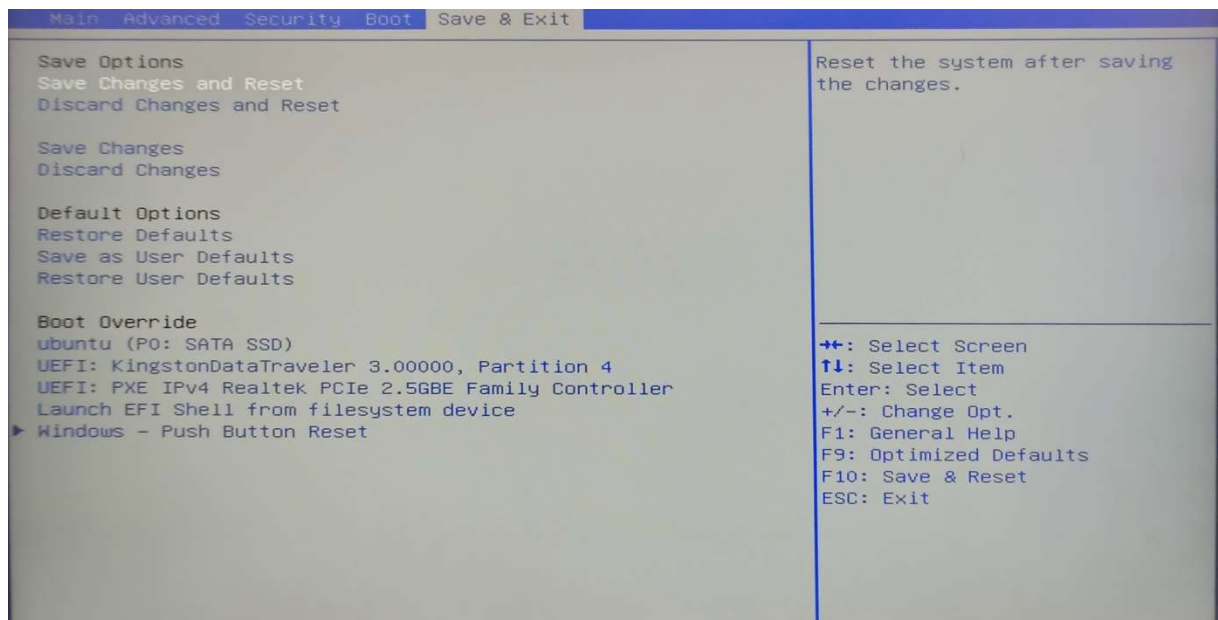 Main Advanced Security Boot Save & Exit
Save Options
Save Changes and Reset
Discard Changes and Reset
Save Changes
Discard Changes
Default Options
Restore Defaults
Save as User Defaults
Restore User Defaults
Boot Override
ubuntu (P0: SATA SSD)
UEFI: KingstonDataTraveler 3.00000, Partition 4
UEFI: PXE IPv4 Realtek PCIe 2.5GBE Family Controller
Launch EFI Shell from filesystem device
▶ Windows - Push Button Reset
Reset the system after saving
the changes.
→←: Select Screen
↑↓: Select Item
Enter: Select
+/-: Change Opt.
F1: General Help
F9: Optimized Defaults
F10: Save & Reset
ESC: Exit